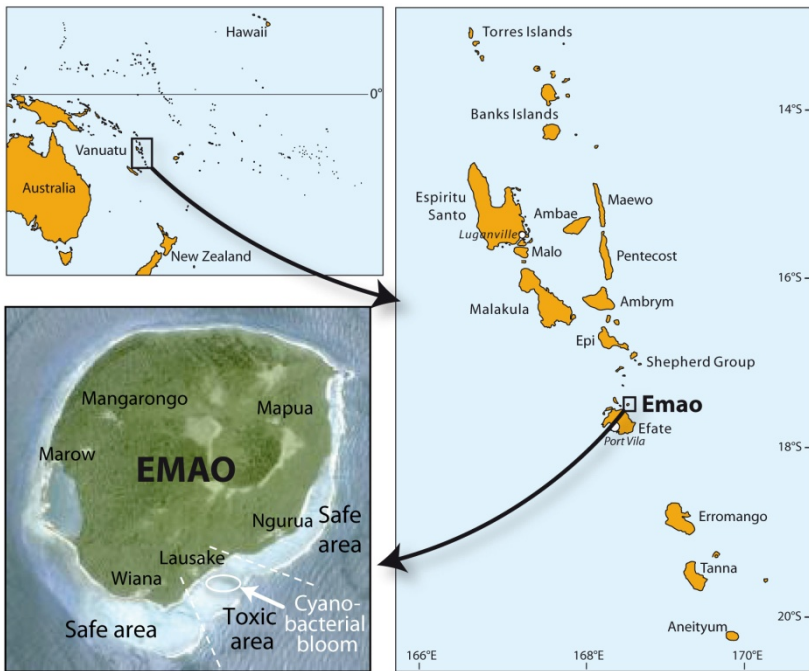 Hawaii
0°
Vanuatu
Australia
New Zealand
Torres Islands
14°S
Banks Islands
Espiritu
Santo
Ambae
Maewo
Luganville
Malo
Pentecost
16°S
Malakula
Ambrym
Epi
Shepherd Group
Emao
Efate
Port Vila
18°S
Erromango
Tanna
20°S
Aneityum
166°E
168°E
170°E
Mangarongo
Mapua
Marow
EMAO
Ngurua
Safe
area
Lausake
Wiana
Cyano-
bacterial
bloom
Safe area
Toxic
area